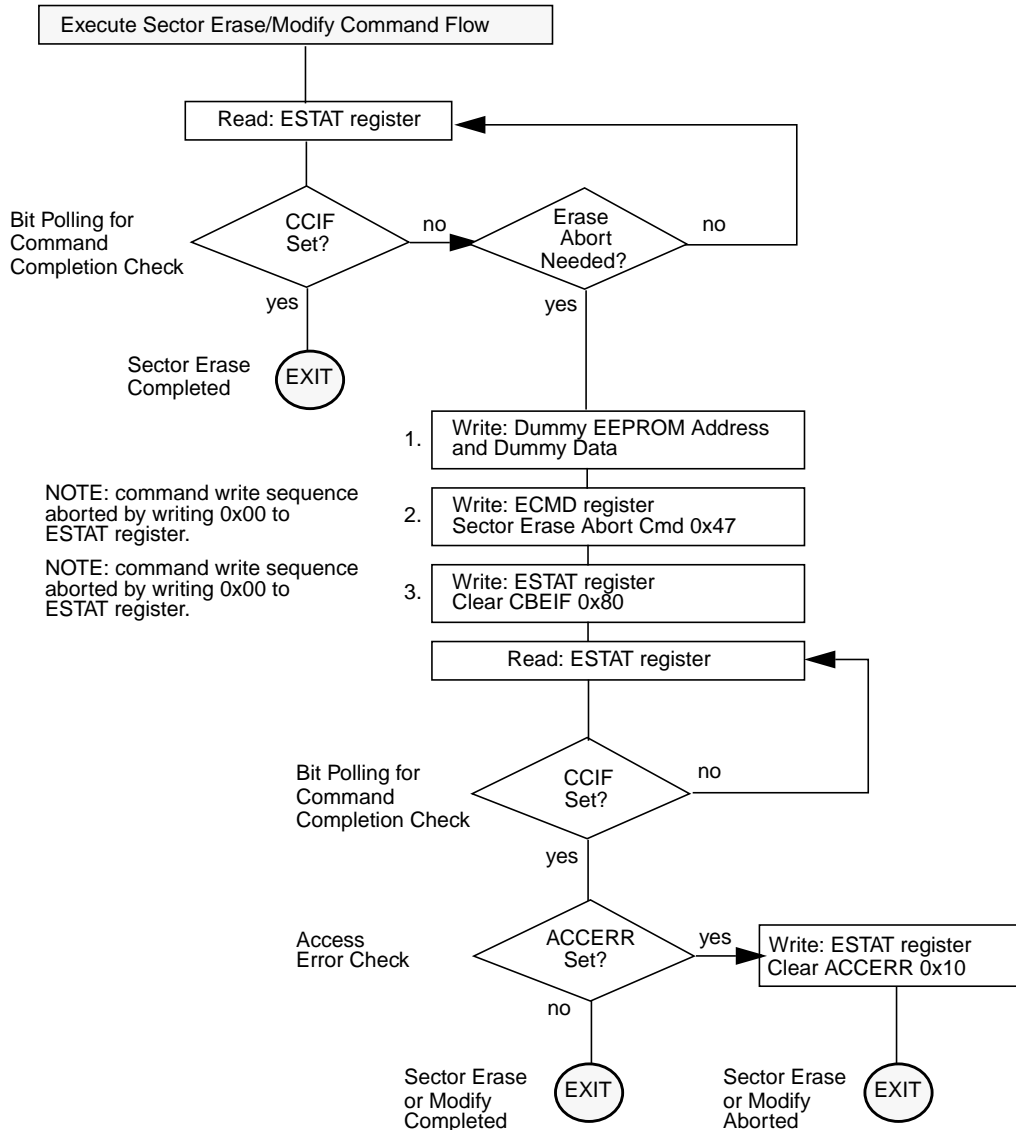 Execute Sector Erase/Modify Command Flow
Read: ESTAT register
Bit Polling for
Command
Completion Check
CCIF
Set?
no
Erase
Abort
Needed?
no
yes
yes
Sector Erase
Completed
EXIT
1.
Write: Dummy EEPROM Address
and Dummy Data
NOTE: command write sequence
aborted by writing 0x00 to
ESTAT register.
2.
Write: ECMD register
Sector Erase Abort Cmd 0x47
NOTE: command write sequence
aborted by writing 0x00 to
ESTAT register.
3.
Write: ESTAT register
Clear CBEIF 0x80
Read: ESTAT register
Bit Polling for
Command
Completion Check
CCIF
Set?
no
yes
Access
Error Check
ACCERR
Set?
yes
Write: ESTAT register
Clear ACCERR 0x10
no
Sector Erase
or Modify
Completed
EXIT
Sector Erase
or Modify
Aborted
EXIT